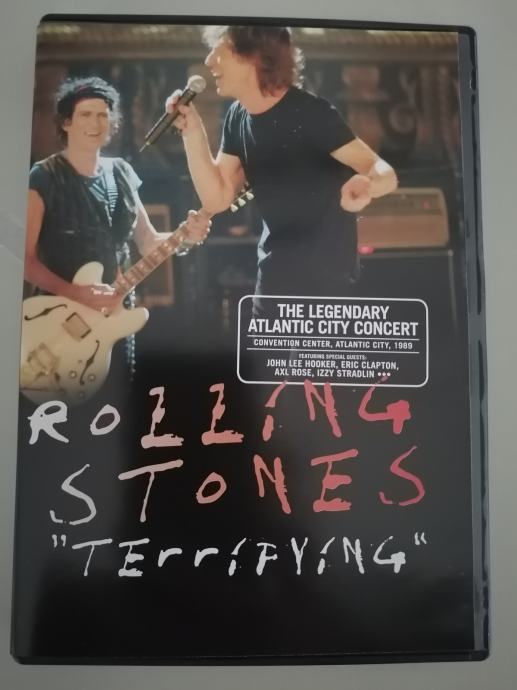 THE LEGENDARY
ATLANTIC CITY CONCERT
CONVENTION CENTER, ATLANTIC CITY, 1989
FEATURING SPECIAL GUESTS:
JOHN LEE HOOKER, ERIC CLAPTON,
AXL ROSE, IZZY STRADLIN •••
ROLLiNG
STONES
"TErriFYiNG"